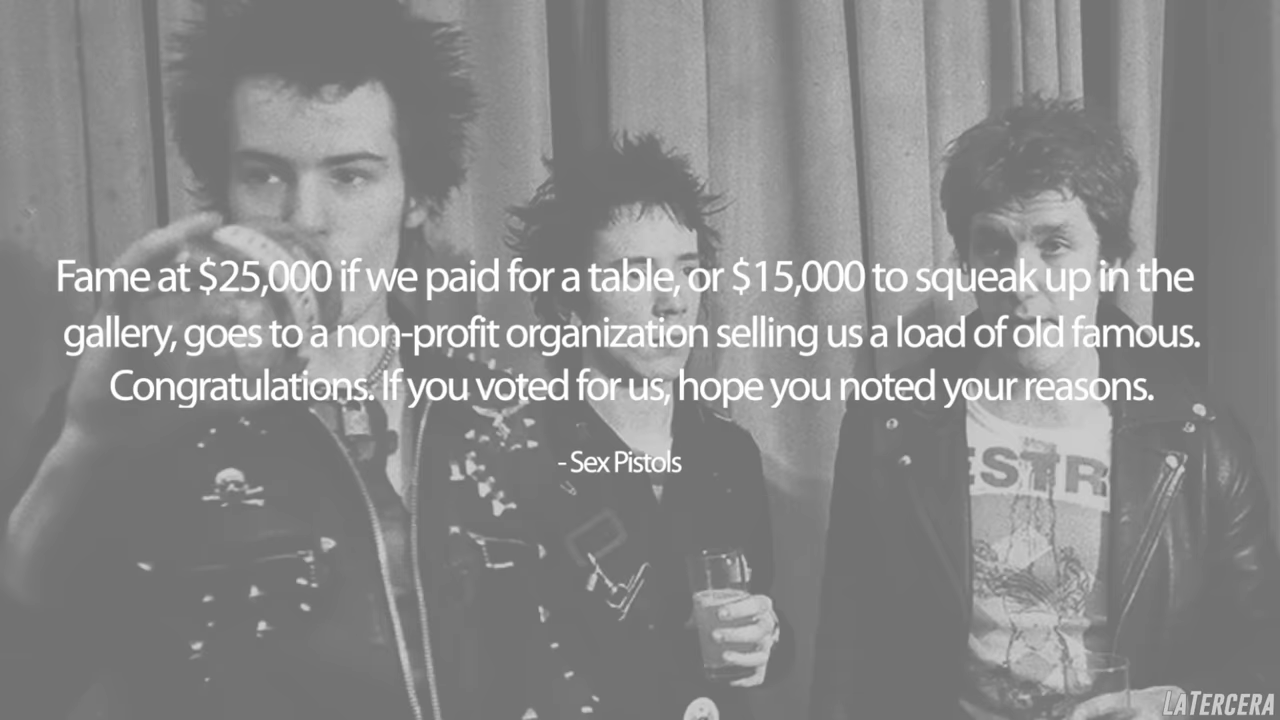 Fame at $25,000 if we paid for a table, or $15,000 to squeak up in the
gallery, goes to a non-profit organization selling us a load of old famous.
Congratulations. If you voted for us, hope you noted your reasons.
- Sex Pistols
ESTR
LATERCERA